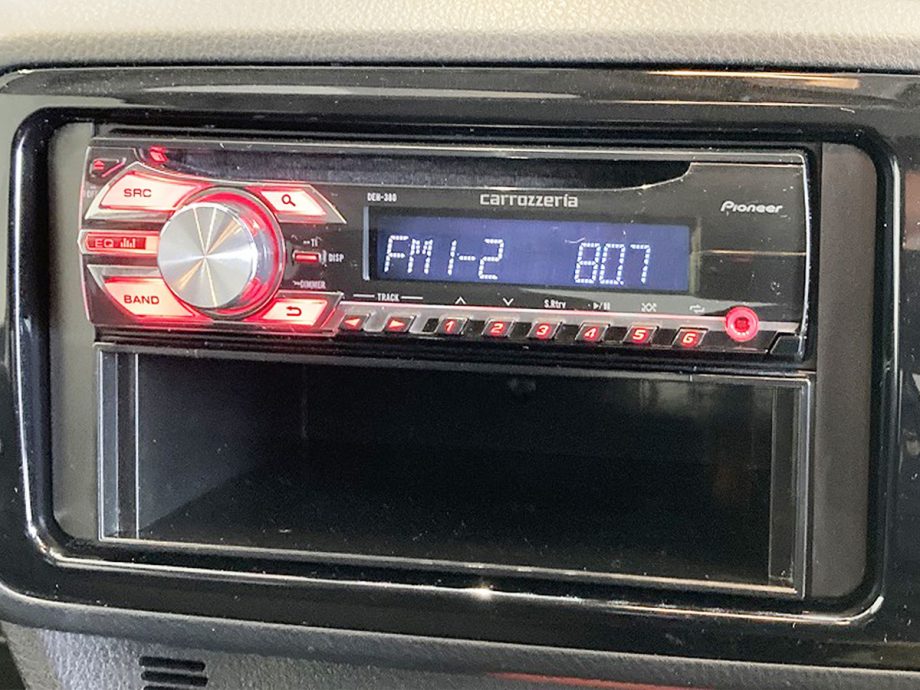 SRC
DEH-380
carrozzeria
Pioneer
EQ
DISP
FM1-2 80.7
BAND
DIMMER
TRACK
S.Rtrv
1 2 3 4 5 6